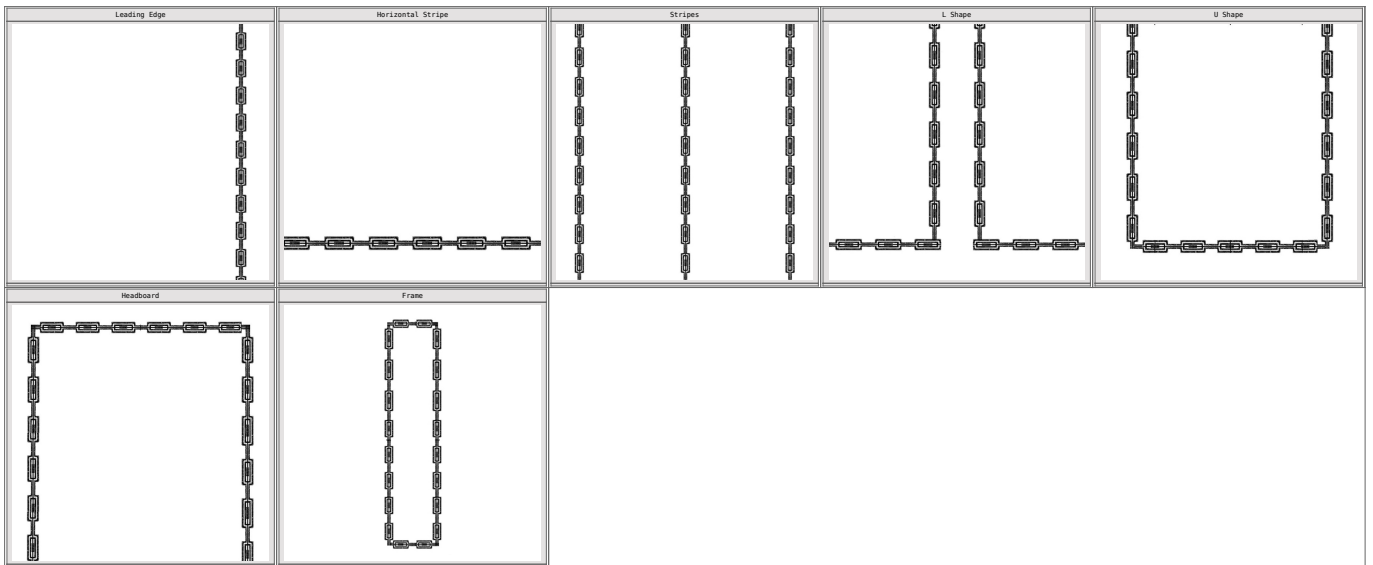 Leading Edge
Horizontal Stripe
Stripes
L Shape
U Shape
Headboard
Frame